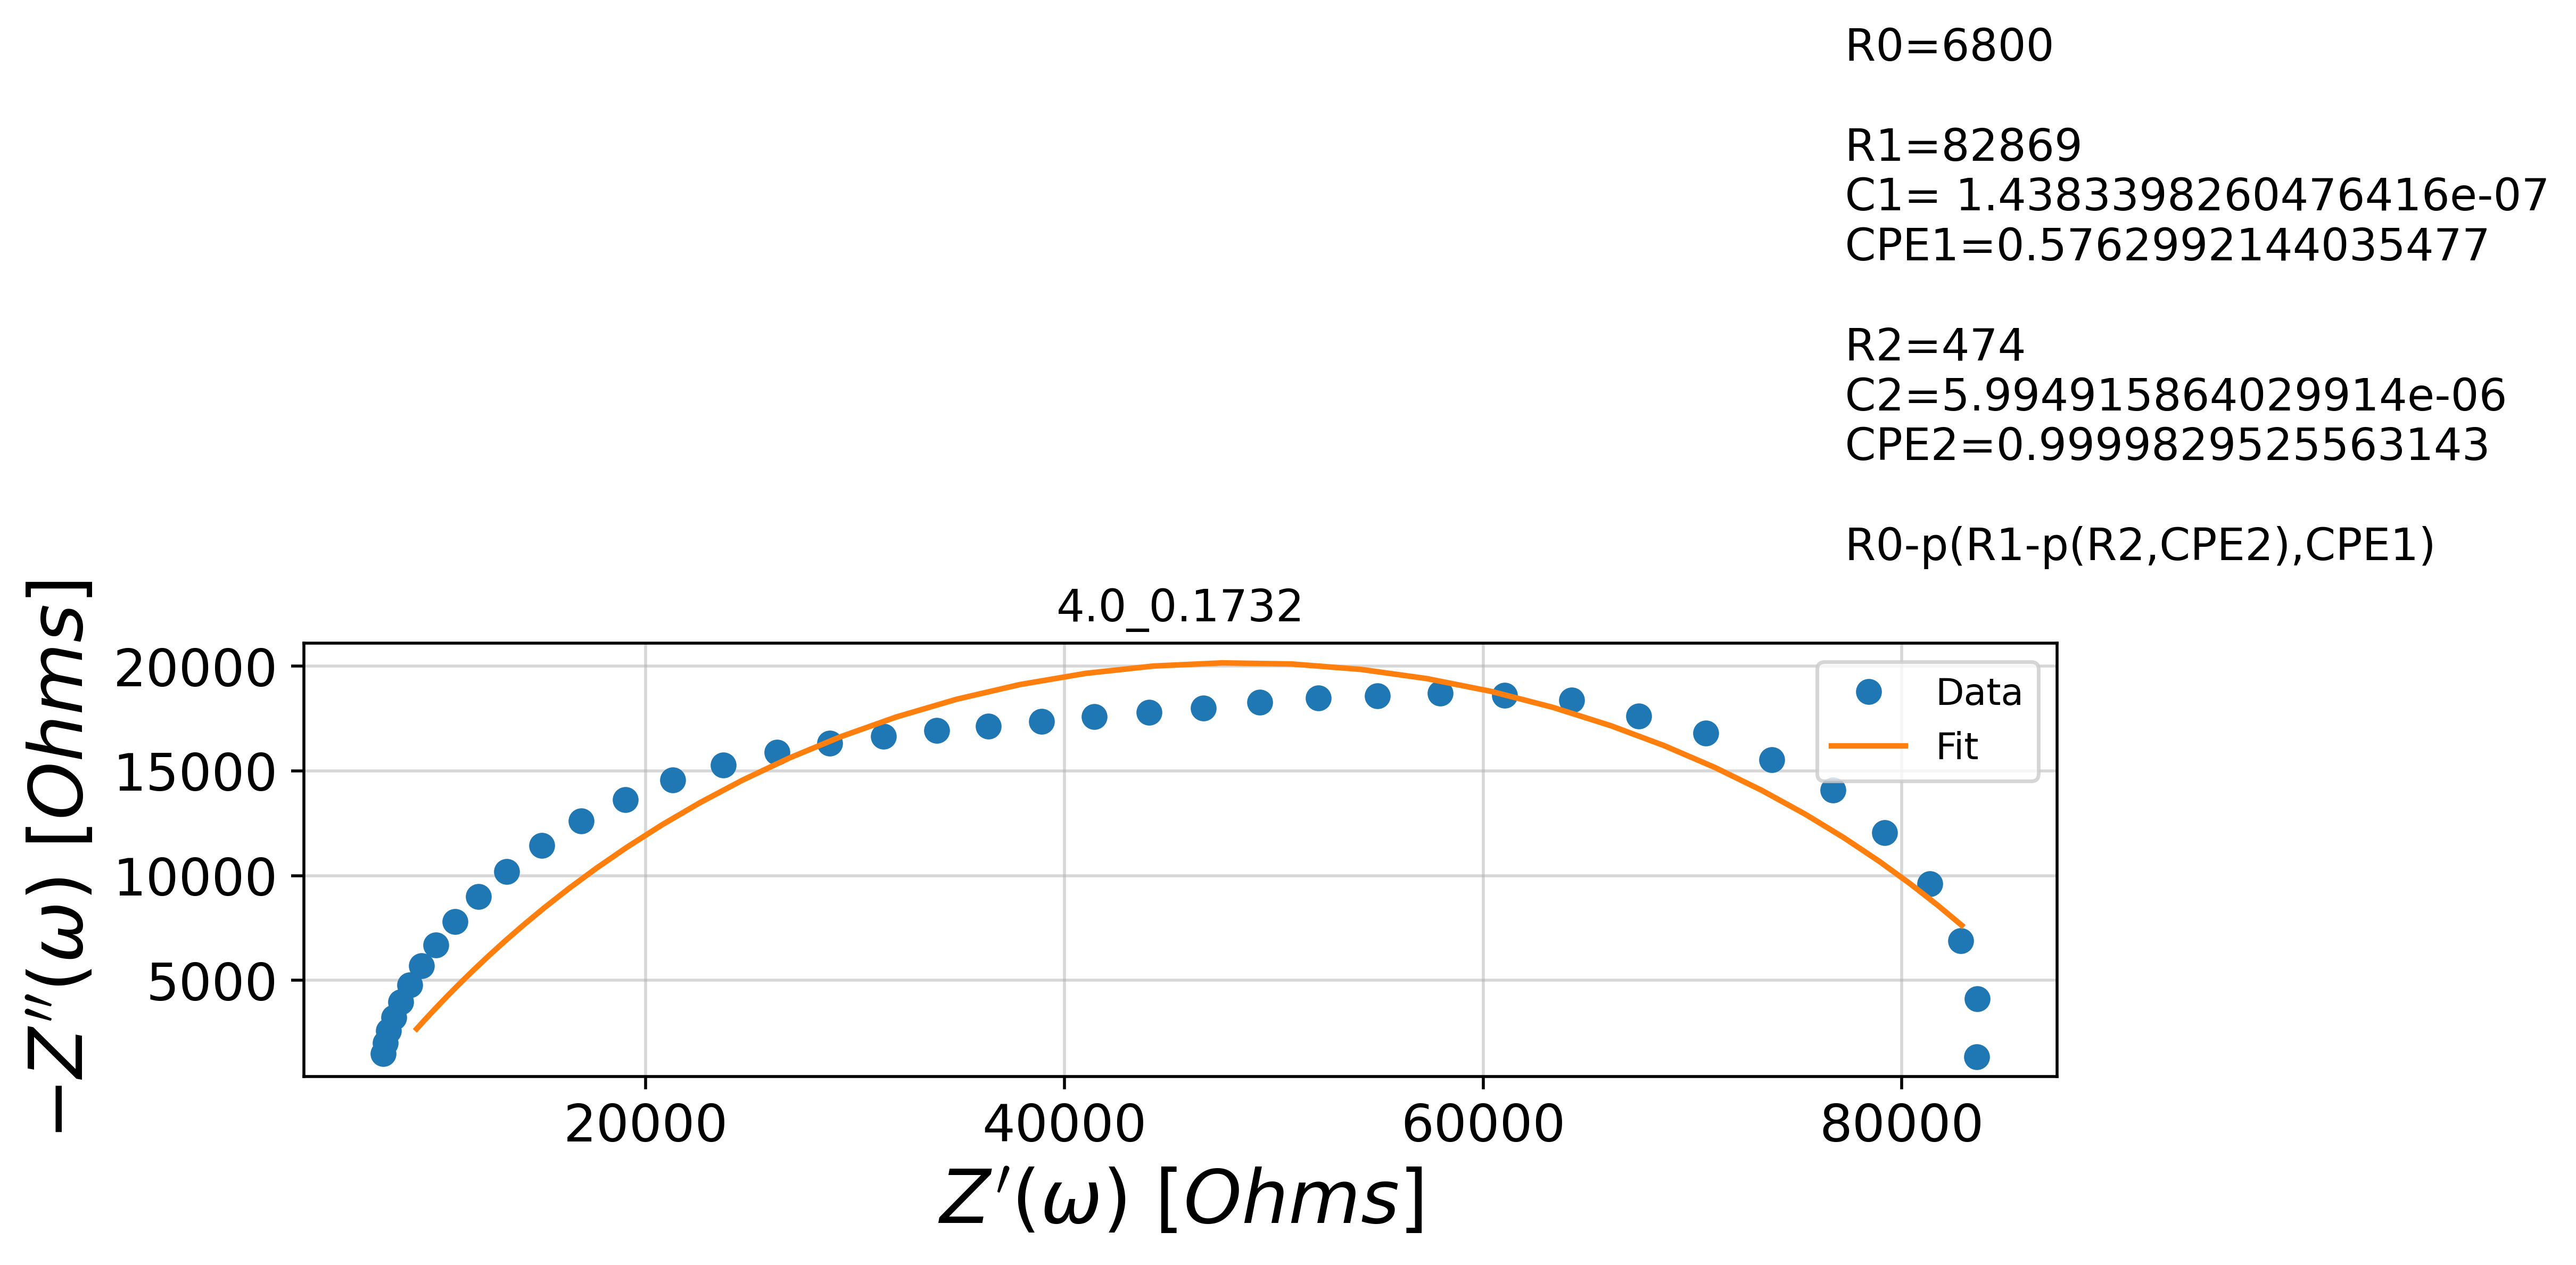 R0=6800
R1=82869
C1= 1.4383398260476416e-07
CPE1=0.5762992144035477
R2=474
C2=5.994915864029914e-06
CPE2=0.9999829525563143
R0-p(R1-p(R2,CPE2),CPE1)
4.0_0.1732
−Z′′(ω) [Ohms]
20000
15000
10000
5000
Data
Fit
20000 40000 60000 80000
Z′(ω) [Ohms]